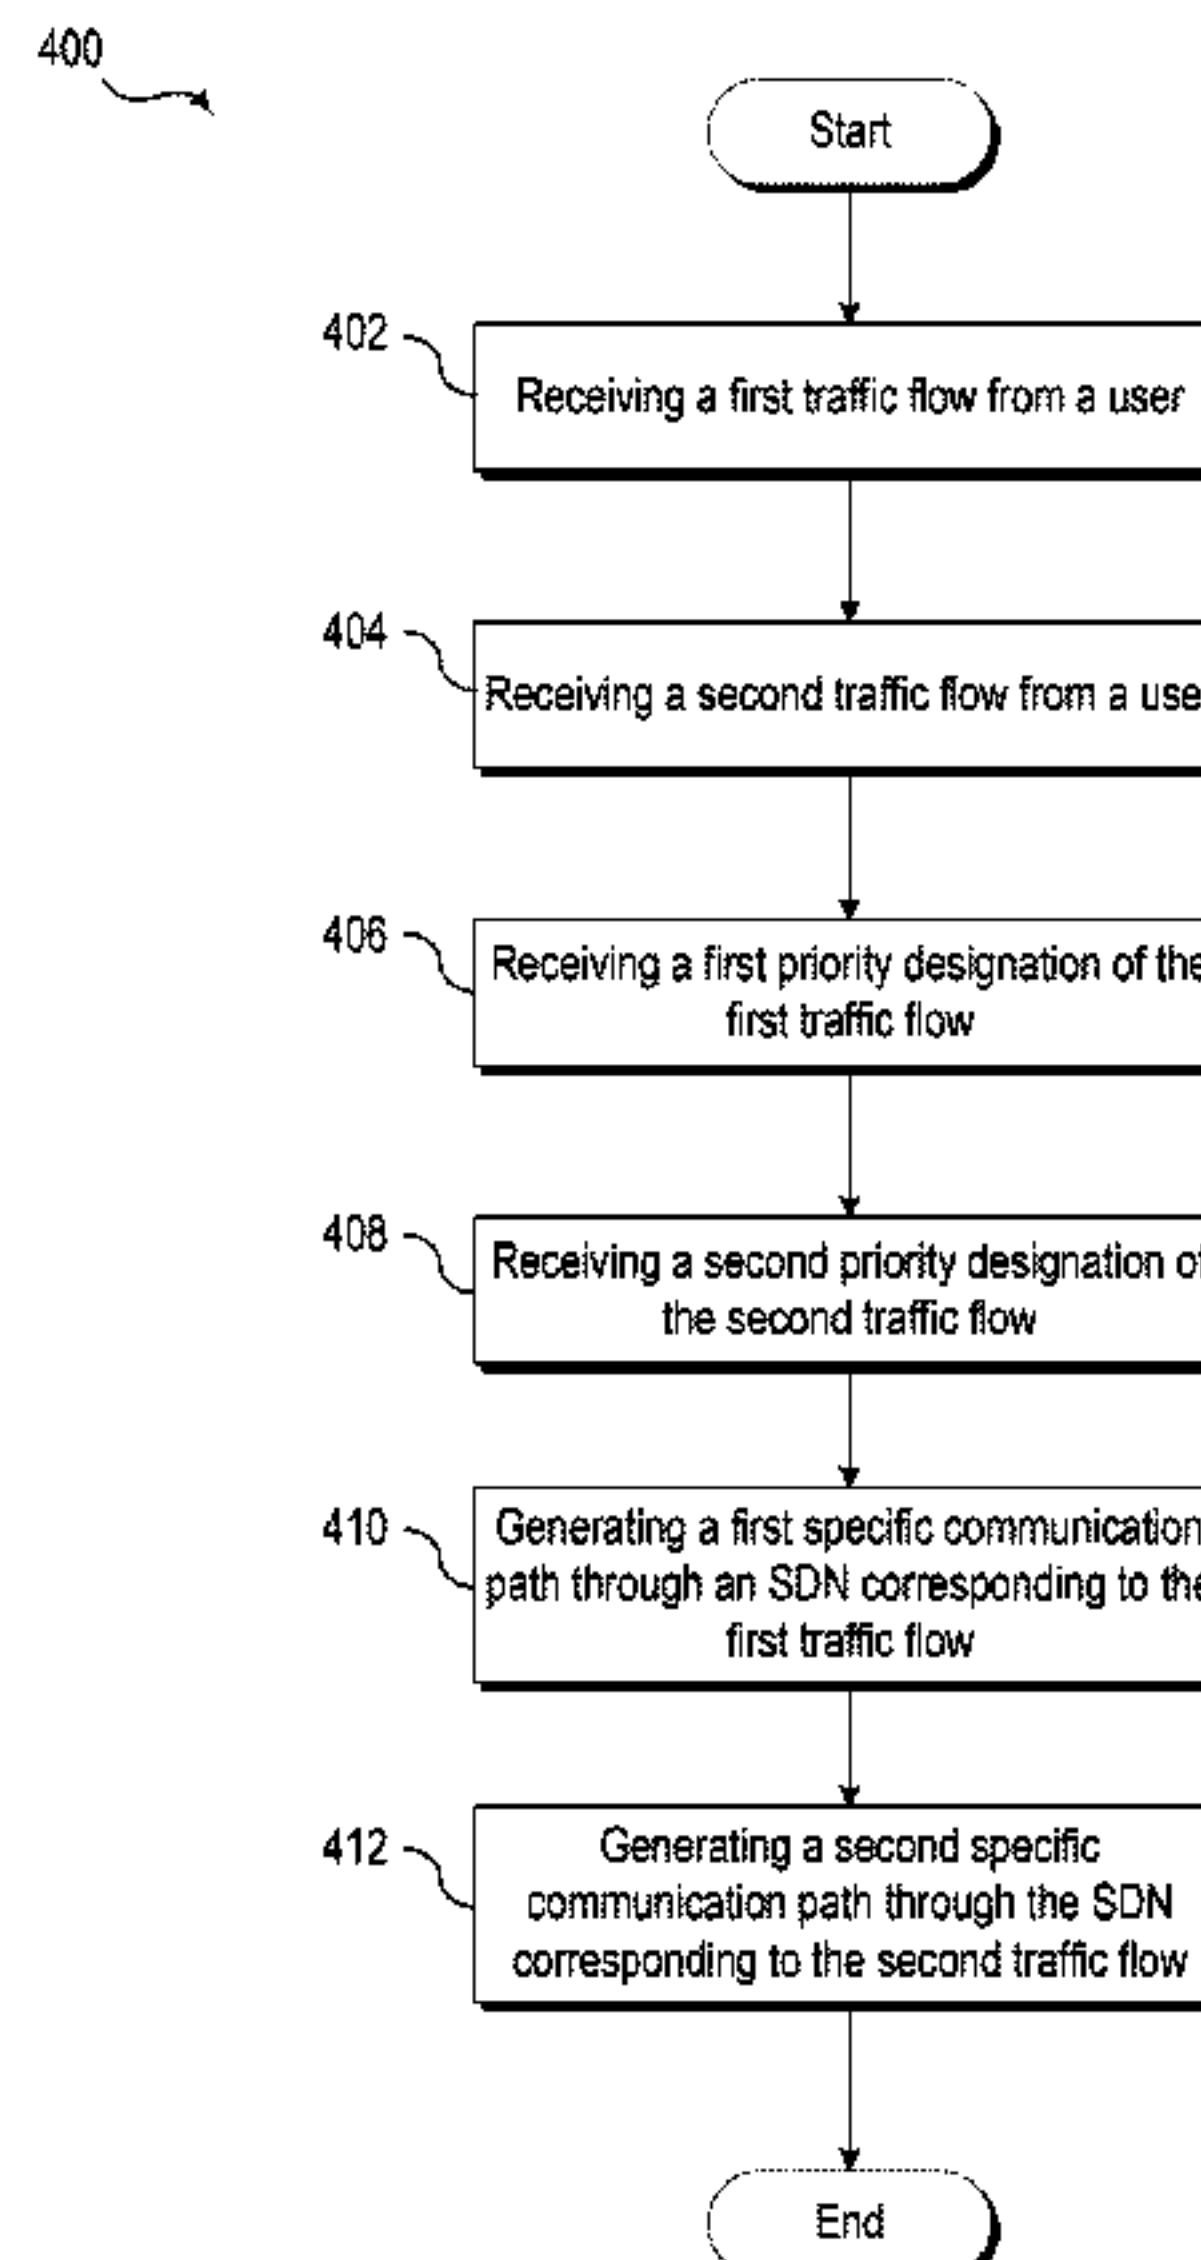 400
Start
402
Receiving a first traffic flow from a user
404
Receiving a second traffic flow from a use
406
Receiving a first priority designation of the
first traffic flow
408
Receiving a second priority designation of
the second traffic flow
410
Generating a first specific communication
path through an SDN corresponding to the
first traffic flow
412
Generating a second specific
communication path through the SDN
corresponding to the second traffic flow
End